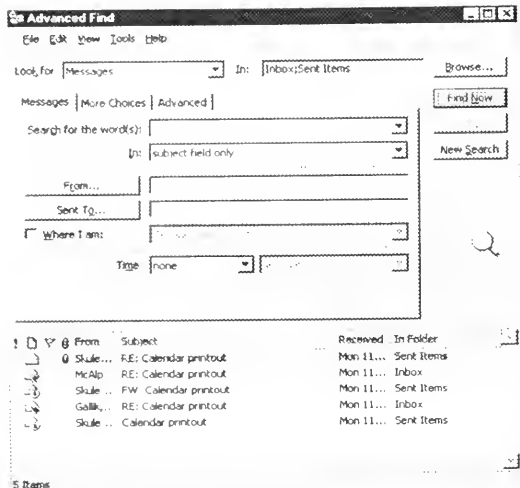 Advanced Find
File Edit View Tools Help
Look for Messages In: Inbox;Sent Items Browse...
Messages More Choices Advanced Find Now
Search for the word(s):
In: subject field only New Search
From...
Sent To...
Where I am:
Time none
! From Subject Received In Folder
Skule... RE: Calendar printout Mon 11... Sent Items
McAlp RE: Calendar printout Mon 11... Inbox
Skule .. FW Calendar printout Mon 11... Sent Items
Gallik,.. RE: Calendar printout Mon 11... Inbox
Skule .. Calendar printout Mon 11... Sent Items
5 Items